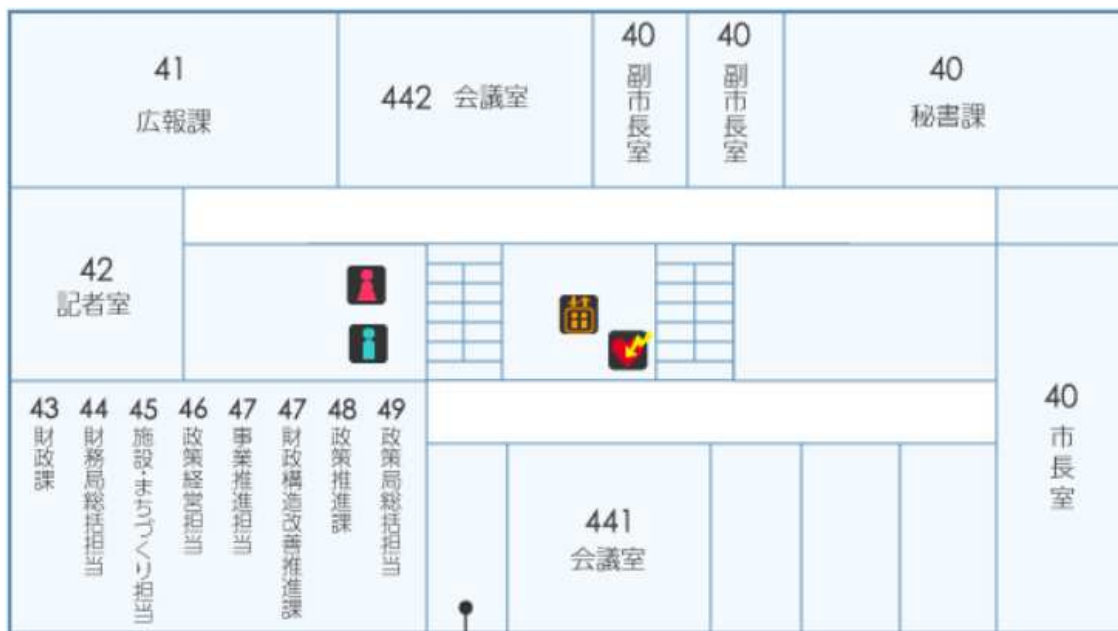 41
広報課
442 会議室
40
副市長室
40
副市長室
40
秘書課
42
記者室
43
財政課
44
財務局総括担当
45
施設・まちづくり担当
46
政策経営担当
47
事業推進担当
47
財政構造改善推進課
48
政策推進課
49
政策局総括担当
441
会議室
40
市長室